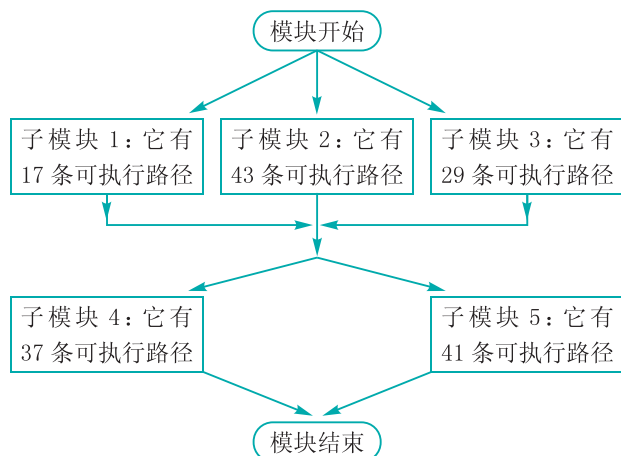 模块开始
子模块 1：它有
17 条可执行路径
子模块 2：它有
43 条可执行路径
子模块 3：它有
29 条可执行路径
子模块 4：它有
37 条可执行路径
子模块 5：它有
41 条可执行路径
模块结束